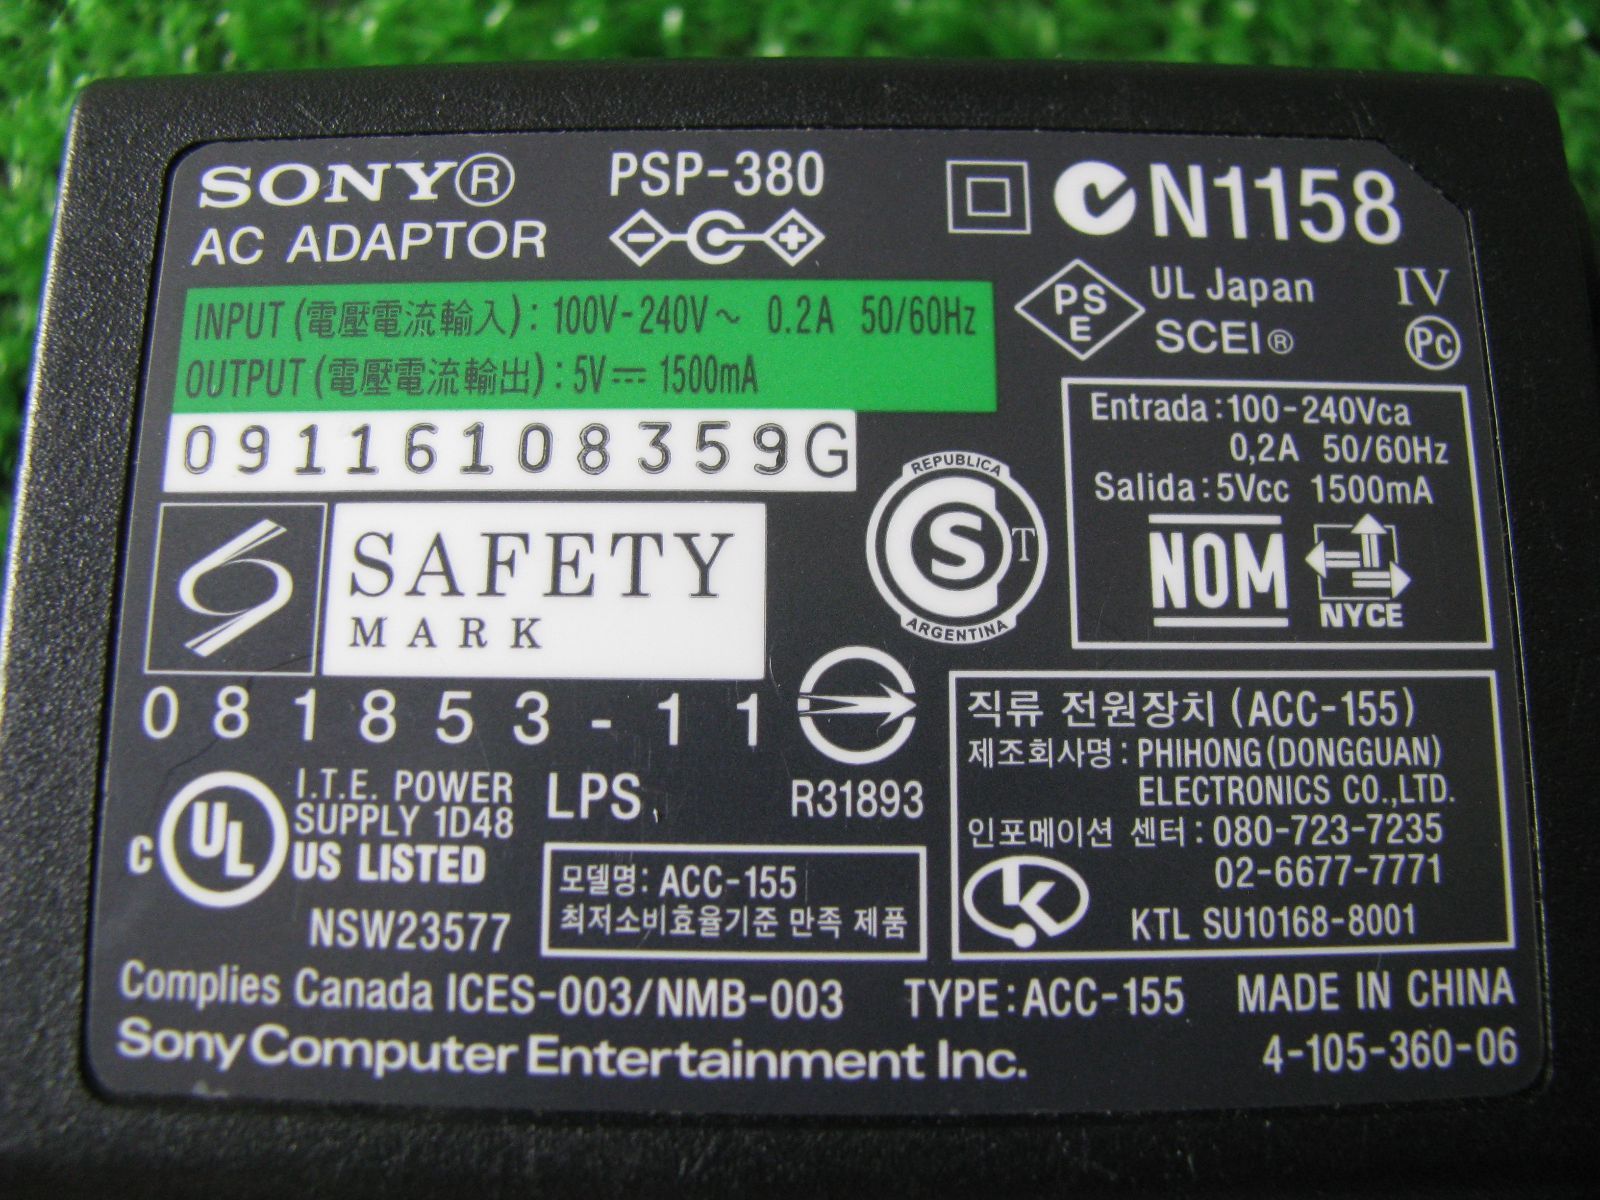 SONY® PSP-380
AC ADAPTOR
N1158
PSE UL Japan IV
SCEI® Pc
INPUT (電壓電流輸入) : 100V-240V~ 0.2A 50/60Hz
OUTPUT (電壓電流輸出) : 5V⎓ 1500mA
09116108359G
Entrada : 100-240Vca
0,2A 50/60Hz
Salida : 5Vcc 1500mA
NOM NYCE
REPUBLICA
S T
ARGENTINA
SAFETY
MARK
081853-11
R31893
c UL US LISTED
I.T.E. POWER
SUPPLY 1D48
LPS
NSW23577
모델명: ACC-155
최저소비효율기준 만족 제품
직류 전원장치 (ACC-155)
제조회사명 : PHIHONG (DONGGUAN)
ELECTRONICS CO.,LTD.
인포메이션 센터 : 080-723-7235
02-6677-7771
KTL SU10168-8001
Complies Canada ICES-003/NMB-003 TYPE:ACC-155 MADE IN CHINA
Sony Computer Entertainment Inc. 4-105-360-06